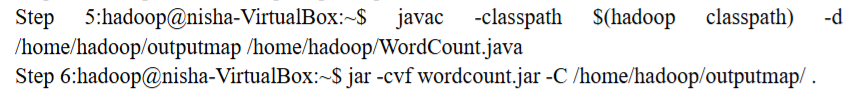 Step 5:hadoop@nisha-VirtualBox:~$ javac -classpath $(hadoop classpath) -d
/home/hadoop/outputmap /home/hadoop/WordCount.java
Step 6:hadoop@nisha-VirtualBox:~$ jar -cvf wordcount.jar -C /home/hadoop/outputmap/ .